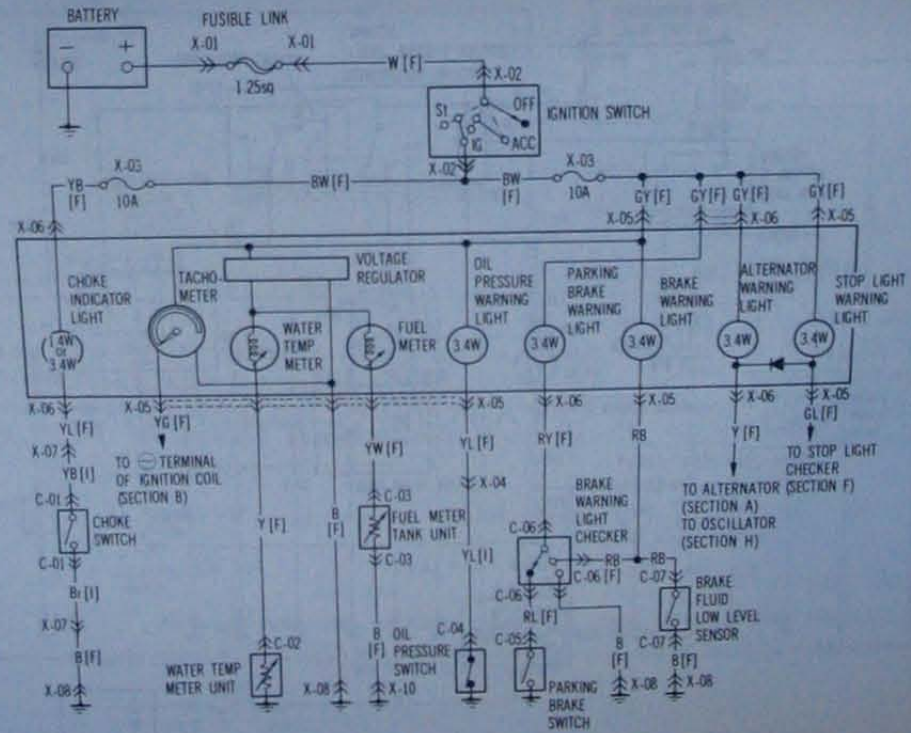 BATTERY
FUSIBLE LINK
X-01
X-01
1.25sq
W [F]
X-02
St
OFF
IG
ACC
IGNITION SWITCH
X-02
X-03
10A
YB
[F]
BW [F]
BW
[F]
X-03
10A
GY [F]
GY [F]
GY [F]
GY [F]
X-06
X-05
X-06
X-05
CHOKE
INDICATOR
LIGHT
TACHO-
METER
VOLTAGE
REGULATOR
WATER
TEMP
METER
FUEL
METER
OIL
PRESSURE
WARNING
LIGHT
PARKING
BRAKE
WARNING
LIGHT
BRAKE
WARNING
LIGHT
ALTERNATOR
WARNING
LIGHT
STOP LIGHT
WARNING
LIGHT
1.4W
or
3.4W
3.4W
3.4W
3.4W
3.4W
3.4W
X-06
X-05
X-05
X-06
X-05
X-06
X-05
YL [F]
YG [F]
YW [F]
YL [F]
RY [F]
RB
Y [F]
GL [F]
X-07
YB [I]
TO ⊖ TERMINAL
OF IGNITION COIL
(SECTION B)
TO STOP LIGHT
CHECKER
(SECTION F)
TO ALTERNATOR
(SECTION A)
TO OSCILLATOR
(SECTION H)
C-01
CHOKE
SWITCH
C-01
Br [I]
X-07
B [F]
X-08
Y [F]
C-02
WATER TEMP
METER UNIT
B
[F]
X-08
C-03
FUEL METER
TANK UNIT
C-03
B
[F]
X-10
X-04
YL [I]
C-04
OIL
PRESSURE
SWITCH
BRAKE
WARNING
LIGHT
CHECKER
C-06
RB
RB
C-06 [F]
C-06
RL [F]
C-05
PARKING
BRAKE
SWITCH
B
[F]
X-08
C-07
BRAKE
FLUID
LOW LEVEL
SENSOR
C-07
B [F]
X-08